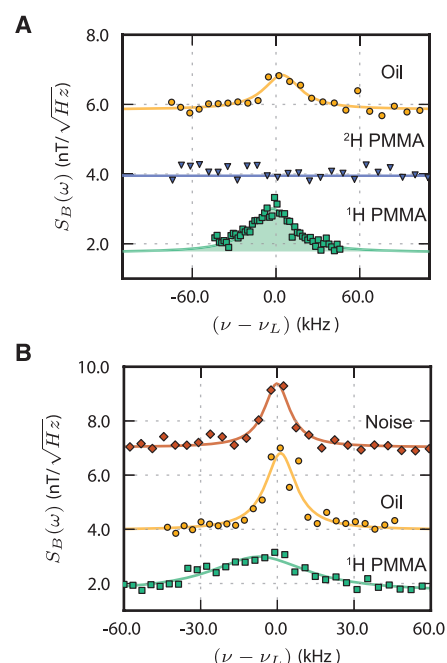 A
8.0
6.0
4.0
2.0
S_B(ω) (nT/√Hz)
Oil
²H PMMA
¹H PMMA
-60.0 0.0 60.0
(ν − ν_L) (kHz)
B
10.0
8.0
6.0
4.0
2.0
S_B(ω) (nT/√Hz)
Noise
Oil
¹H PMMA
-60.0 -30.0 0.0 30.0 60.0
(ν − ν_L) (kHz)